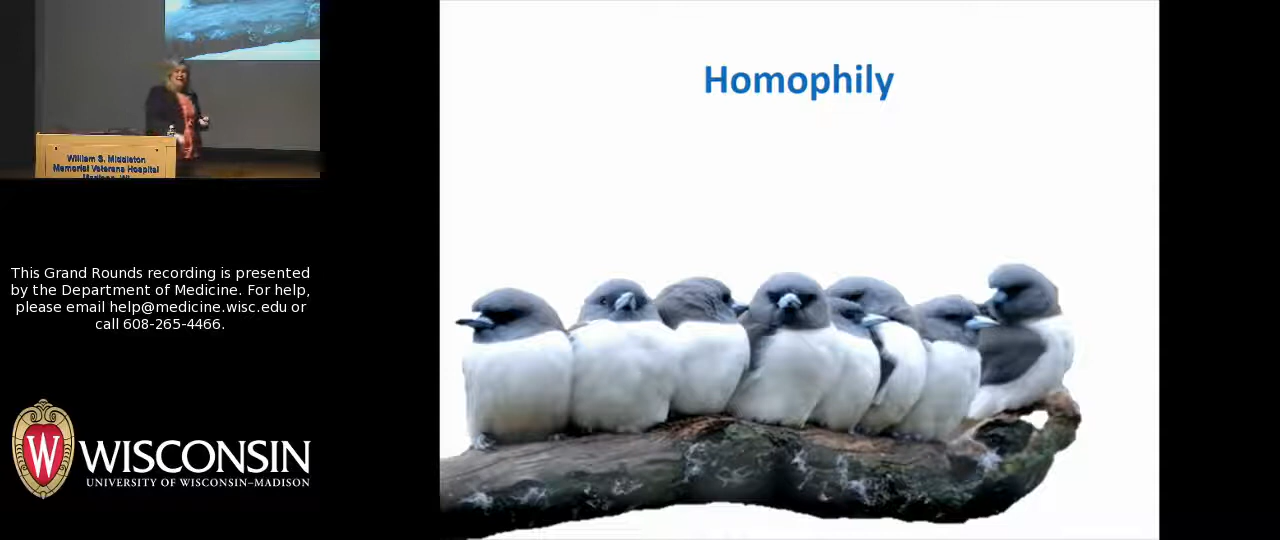 Homophily
William S. Middleton
Memorial Veterans Hospital
This Grand Rounds recording is presented
by the Department of Medicine. For help,
please email help@medicine.wisc.edu or
call 608-265-4466.
W
WISCONSIN
UNIVERSITY OF WISCONSIN–MADISON